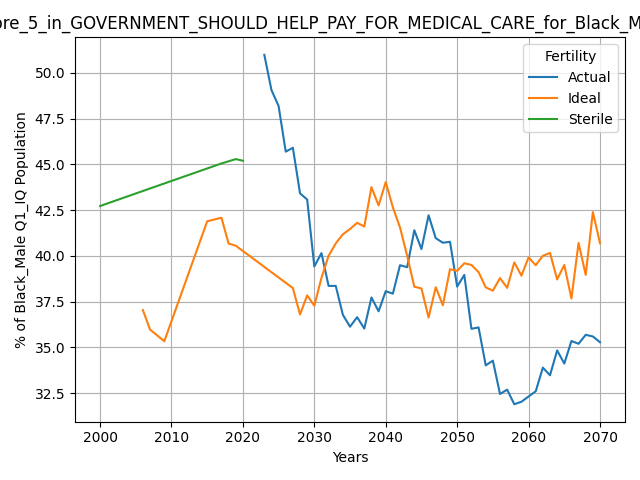 ore_5_in_GOVERNMENT_SHOULD_HELP_PAY_FOR_MEDICAL_CARE_for_Black_M
Fertility
Actual
Ideal
Sterile
50.0
47.5
45.0
42.5
40.0
37.5
35.0
32.5
% of Black_Male Q1_IQ Population
2000 2010 2020 2030 2040 2050 2060 2070
Years